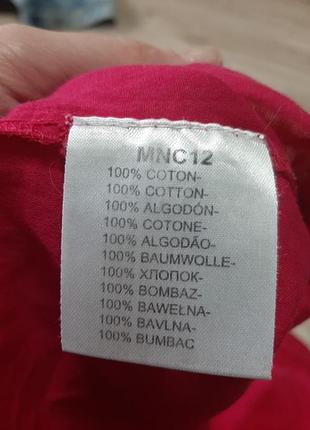 MNC12
100% COTON-
100% COTTON-
100% ALGODÓN-
100% COTONE-
100% ALGODÃO-
100% BAUMWOLLE-
100% ХЛОПОК-
100% BOMBAZ-
100% BAWEŁNA-
100% BAVLNA-
100% BUMBAC